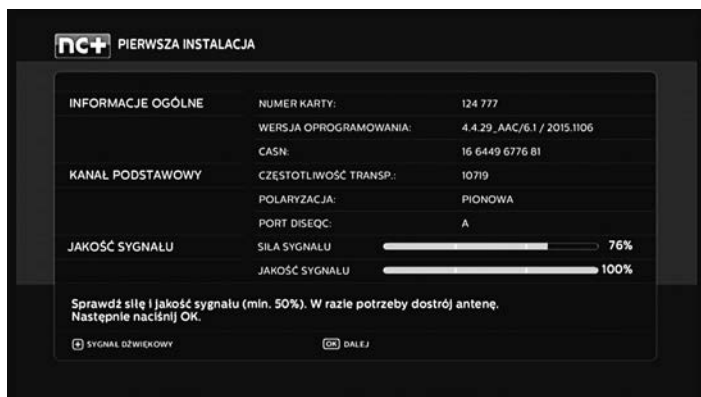 nc+ PIERWSZA INSTALACJA
INFORMACJE OGÓLNE NUMER KARTY: 124 777
WERSJA OPROGRAMOWANIA: 4.4.29_AAC/6.1 / 2015.1106
CASN: 16 6449 6776 81
KANAŁ PODSTAWOWY CZĘSTOTLIWOŚĆ TRANSP.: 10719
POLARYZACJA: PIONOWA
PORT DISEQC: A
JAKOŚĆ SYGNAŁU SIŁA SYGNAŁU 76%
JAKOŚĆ SYGNAŁU 100%
Sprawdź siłę i jakość sygnału (min. 50%). W razie potrzeby dostrój antenę.
Następnie naciśnij OK.
+ SYGNAŁ DŹWIĘKOWY OK DALEJ